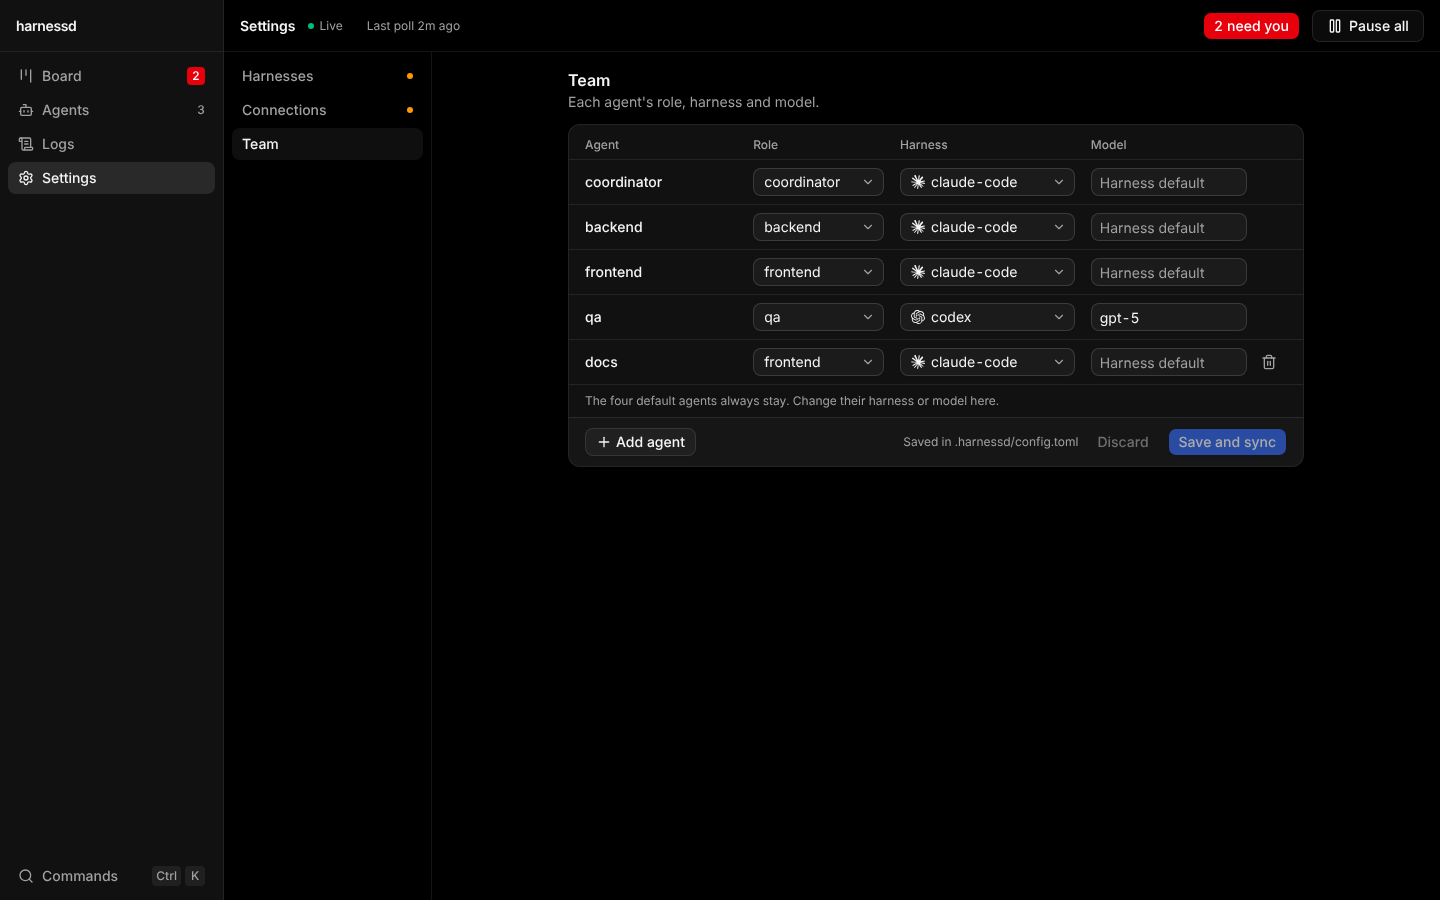 harnessd
Settings
Live
Last poll 2m ago
2 need you
Pause all
Board 2
Agents 3
Logs
Settings
Harnesses
Connections
Team
Team
Each agent's role, harness and model.
Agent Role Harness Model
coordinator coordinator claude-code Harness default
backend backend claude-code Harness default
frontend frontend claude-code Harness default
qa qa codex gpt-5
docs frontend claude-code Harness default
The four default agents always stay. Change their harness or model here.
Add agent
Saved in .harnessd/config.toml
Discard
Save and sync
Commands Ctrl K